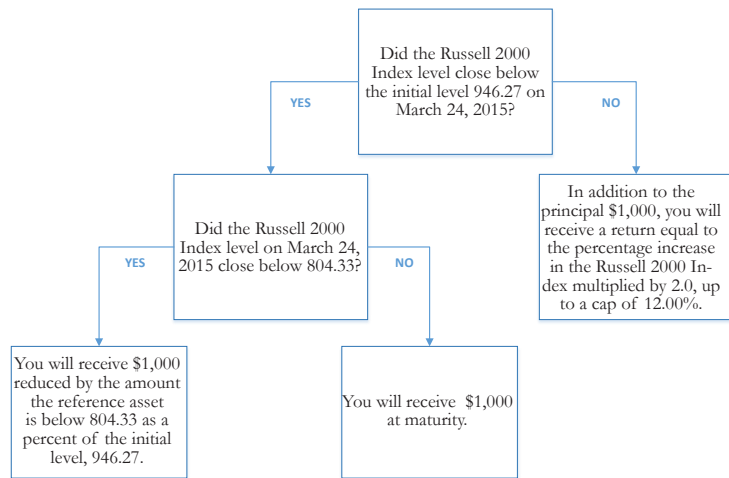 Did the Russell 2000
Index level close below
the initial level 946.27 on
March 24, 2015?
YES
NO
Did the Russell 2000
Index level on March 24,
2015 close below 804.33?
In addition to the
principal $1,000, you will
receive a return equal to
the percentage increase
in the Russell 2000 In-
dex multiplied by 2.0, up
to a cap of 12.00%.
YES
NO
You will receive $1,000
reduced by the amount
the reference asset
is below 804.33 as a
percent of the initial
level, 946.27.
You will receive $1,000
at maturity.